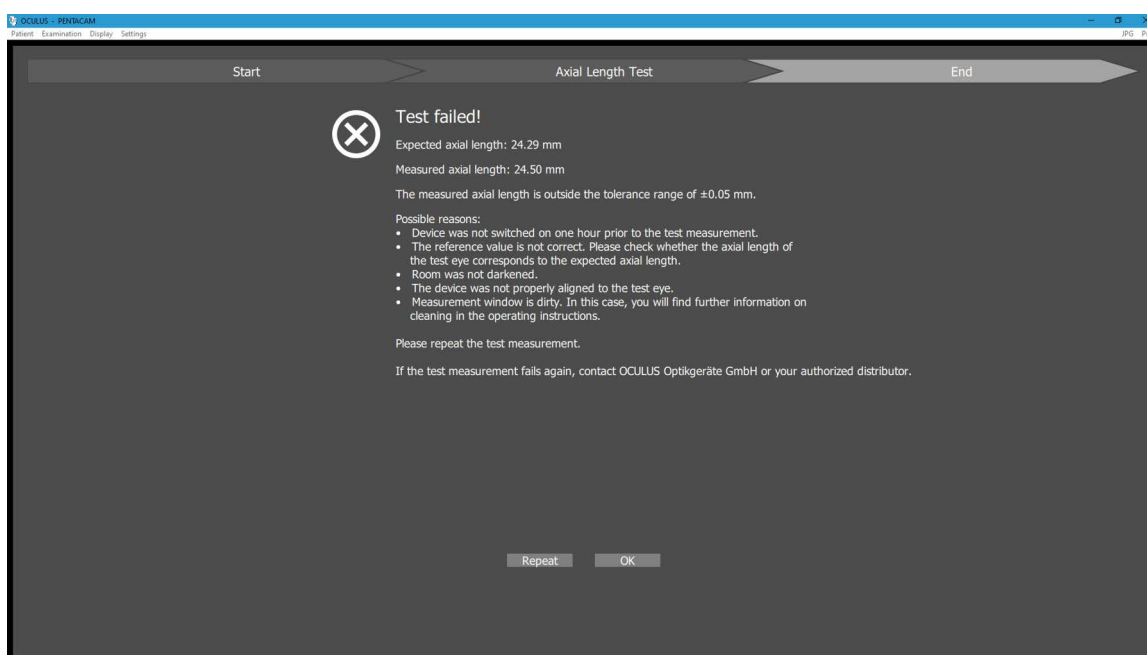 OCULUS - PENTACAM
Patient Examination Display Settings JPG
Start Axial Length Test End
Test failed!
Expected axial length: 24.29 mm
Measured axial length: 24.50 mm
The measured axial length is outside the tolerance range of ±0.05 mm.
Possible reasons:
• Device was not switched on one hour prior to the test measurement.
• The reference value is not correct. Please check whether the axial length of
the test eye corresponds to the expected axial length.
• Room was not darkened.
• The device was not properly aligned to the test eye.
• Measurement window is dirty. In this case, you will find further information on
cleaning in the operating instructions.
Please repeat the test measurement.
If the test measurement fails again, contact OCULUS Optikgeräte GmbH or your authorized distributor.
Repeat OK